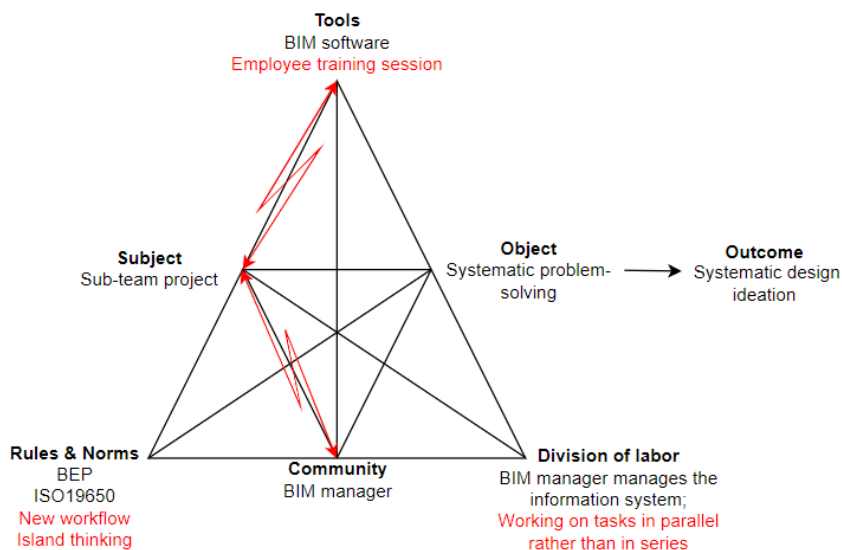 Tools
BIM software
Employee training session
Subject
Sub-team project
Object
Systematic problem-
solving
Outcome
Systematic design
ideation
Rules & Norms
BEP
ISO19650
New workflow
Island thinking
Community
BIM manager
Division of labor
BIM manager manages the
information system;
Working on tasks in parallel
rather than in series